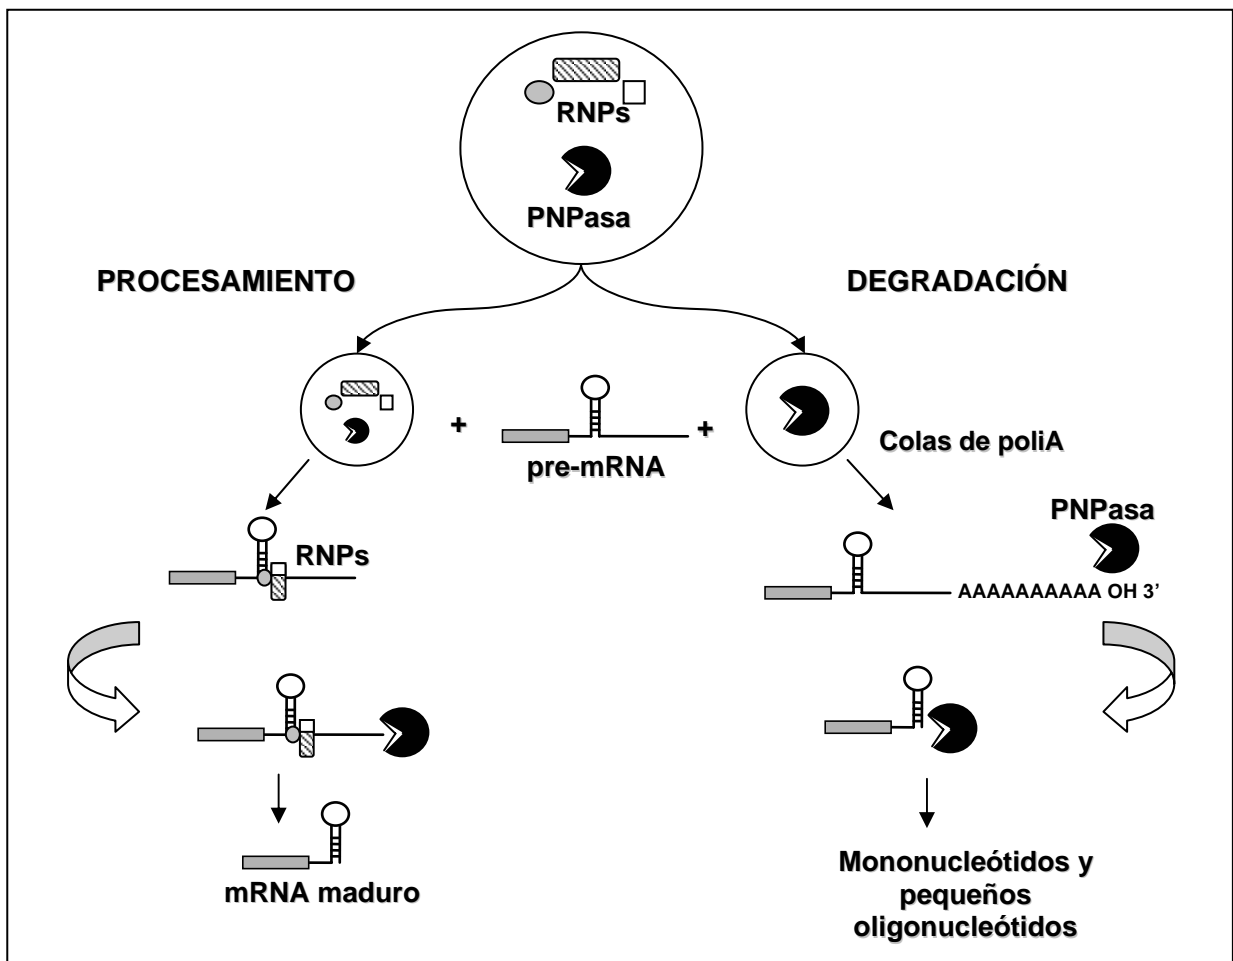 RNPs
PNPasa
PROCESAMIENTO
DEGRADACIÓN
+
+
pre-mRNA
Colas de poliA
RNPs
PNPasa
AAAAAAAAAA OH 3’
mRNA maduro
Mononucleótidos y
pequeños
oligonucleótidos